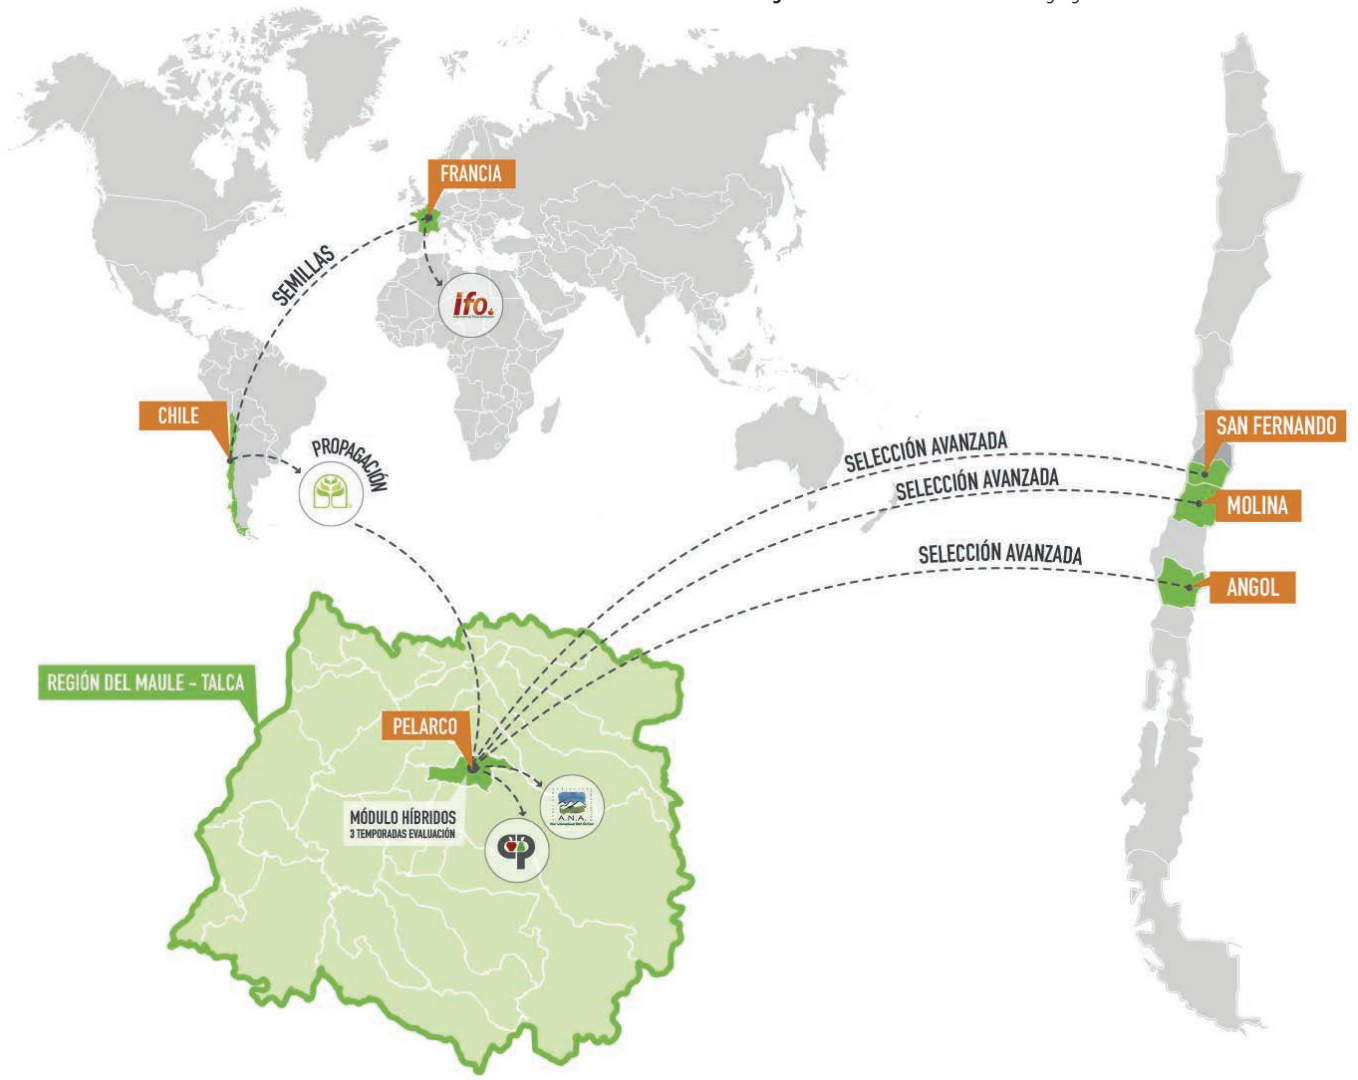 FRANCIA
SEMILLAS
ifo.
CHILE
PROPAGACIÓN
SELECCIÓN AVANZADA
SAN FERNANDO
SELECCIÓN AVANZADA
MOLINA
SELECCIÓN AVANZADA
ANGOL
REGIÓN DEL MAULE - TALCA
PELARCO
MÓDULO HÍBRIDOS
3 TEMPORADAS EVALUACIÓN
A.N.A.
cp